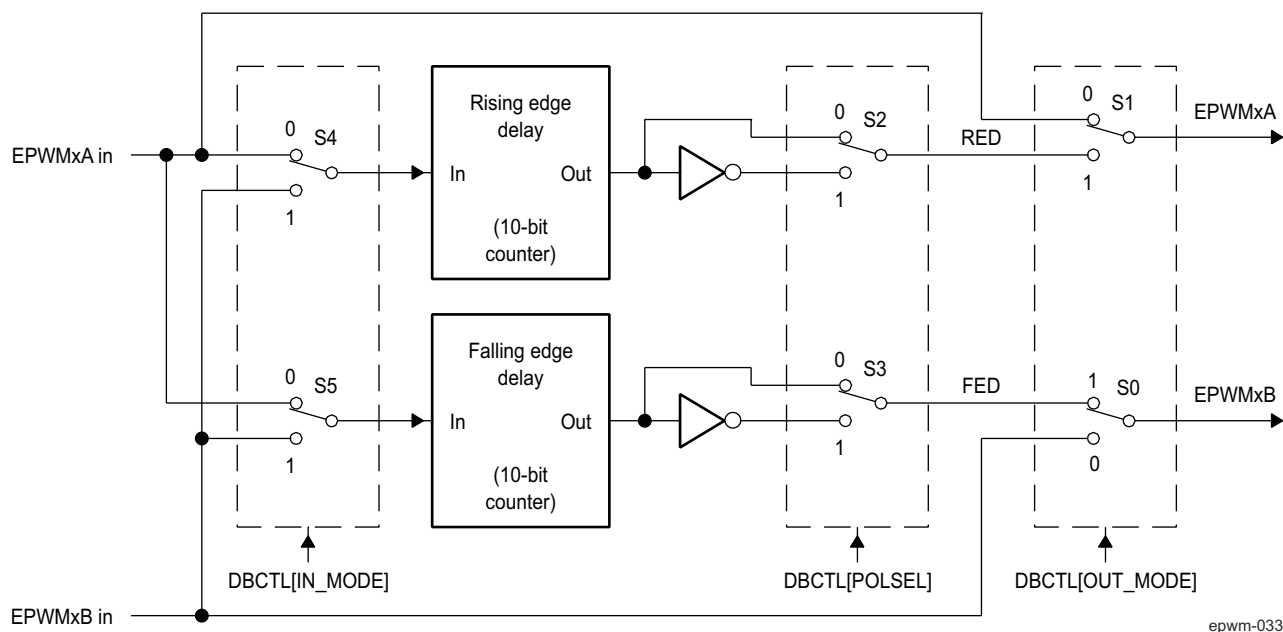 EPWMxA in
0
S4
1
Rising edge
delay
In
Out
(10-bit
counter)
0
S2
1
RED
0
S1
1
EPWMxA
0
S5
1
Falling edge
delay
In
Out
(10-bit
counter)
0
S3
1
FED
1
S0
0
EPWMxB
DBCTL[IN_MODE]
DBCTL[POLSEL]
DBCTL[OUT_MODE]
EPWMxB in
epwm-033